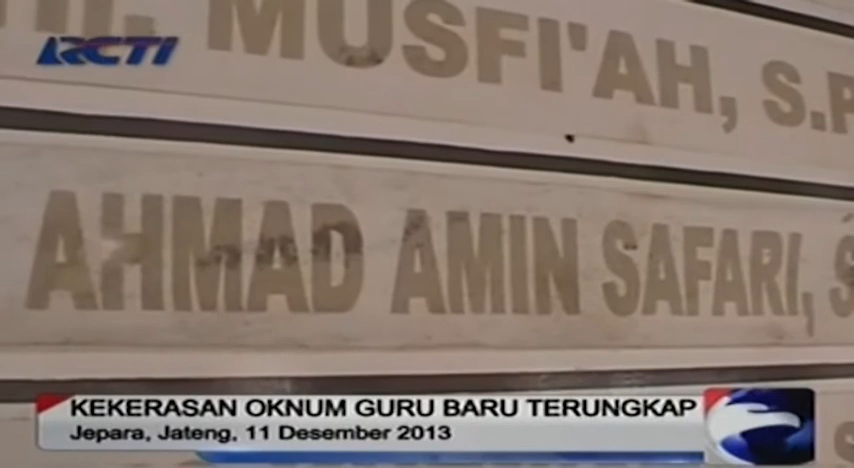 RCTI
MUSFI'AH, S.P
AHMAD AMIN SAFARI, S
KEKERASAN OKNUM GURU BARU TERUNGKAP
Jepara, Jateng, 11 Desember 2013